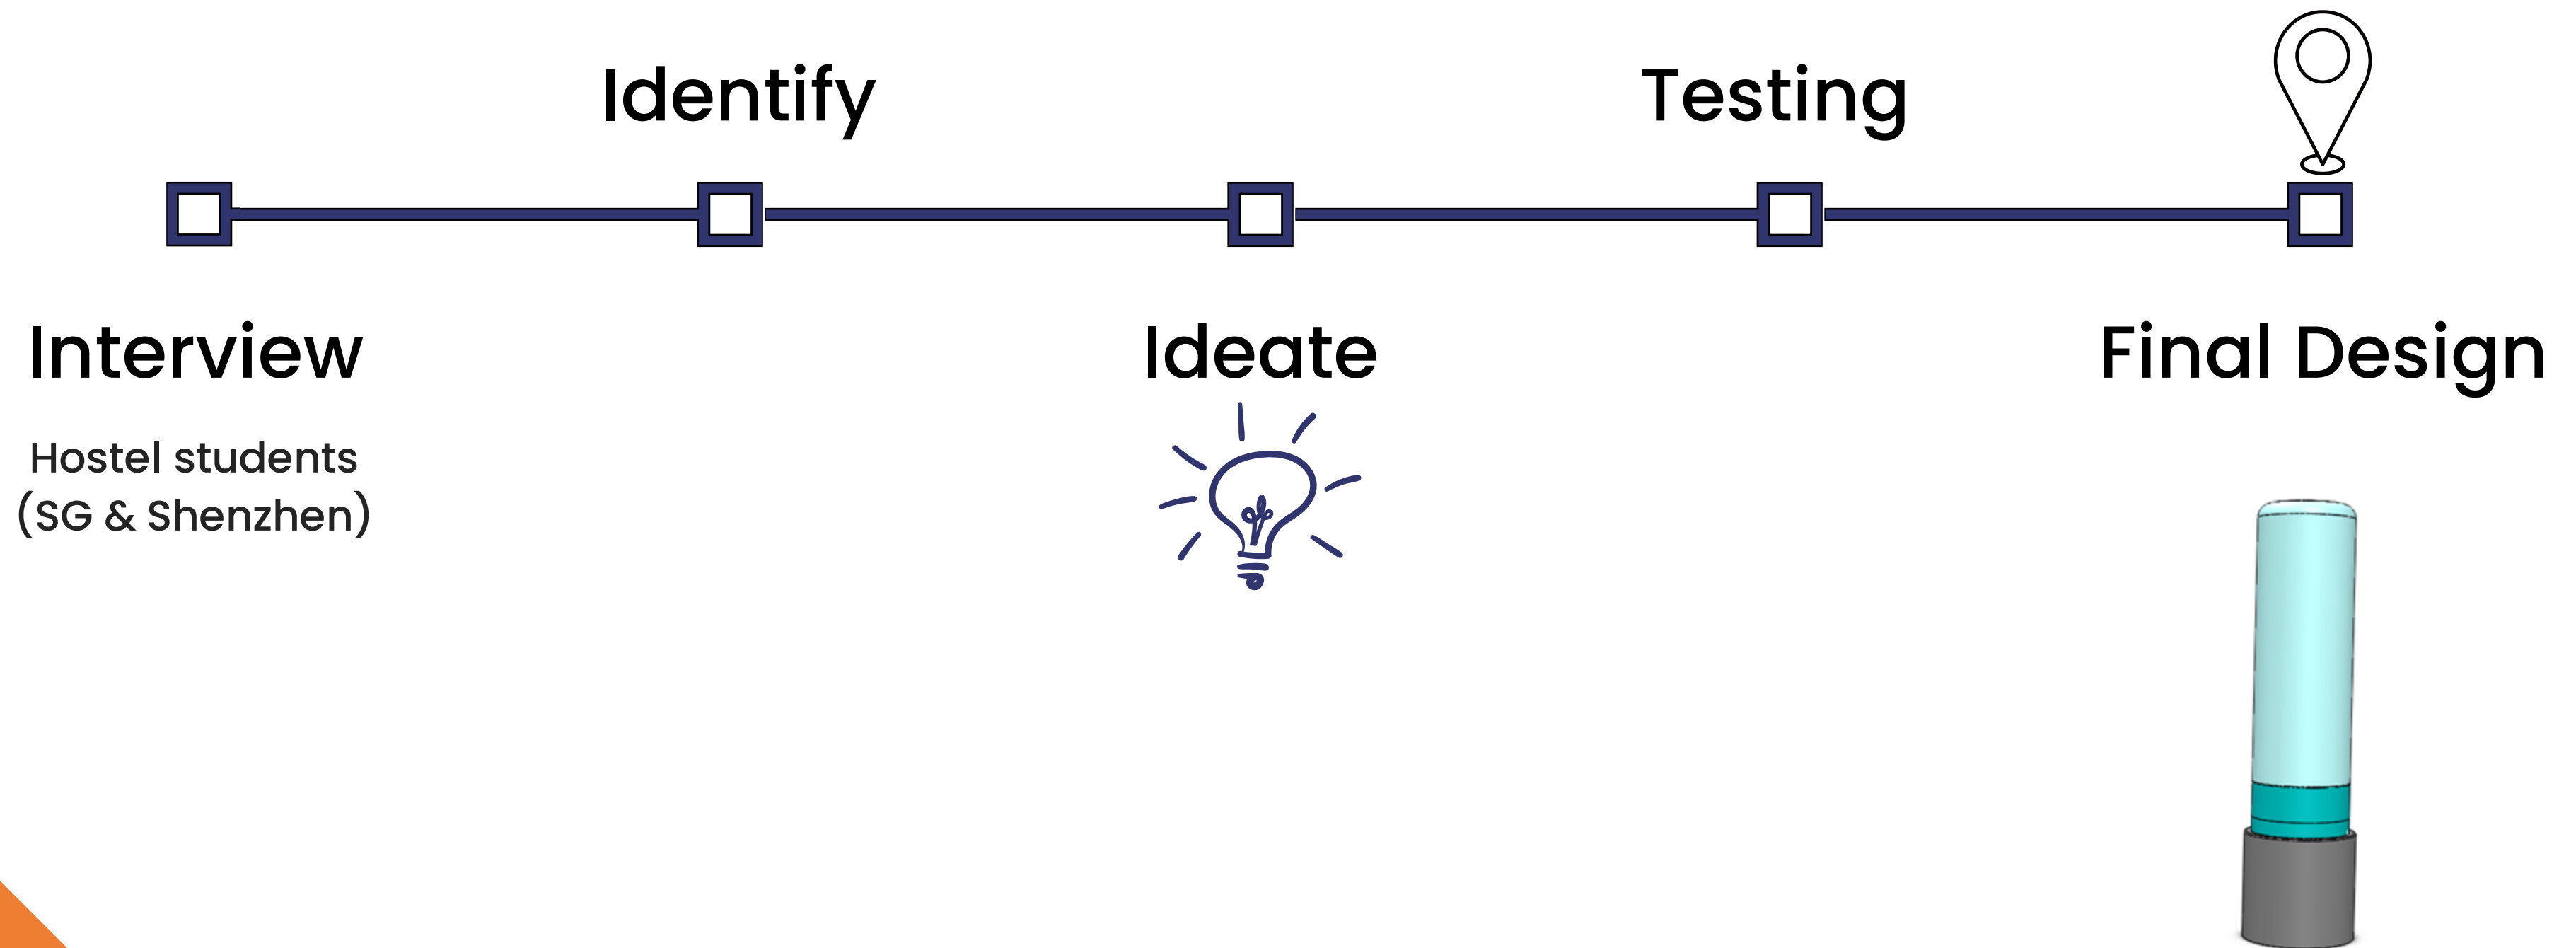 Identify
Testing
Interview
Ideate
Final Design
Hostel students
(SG & Shenzhen)